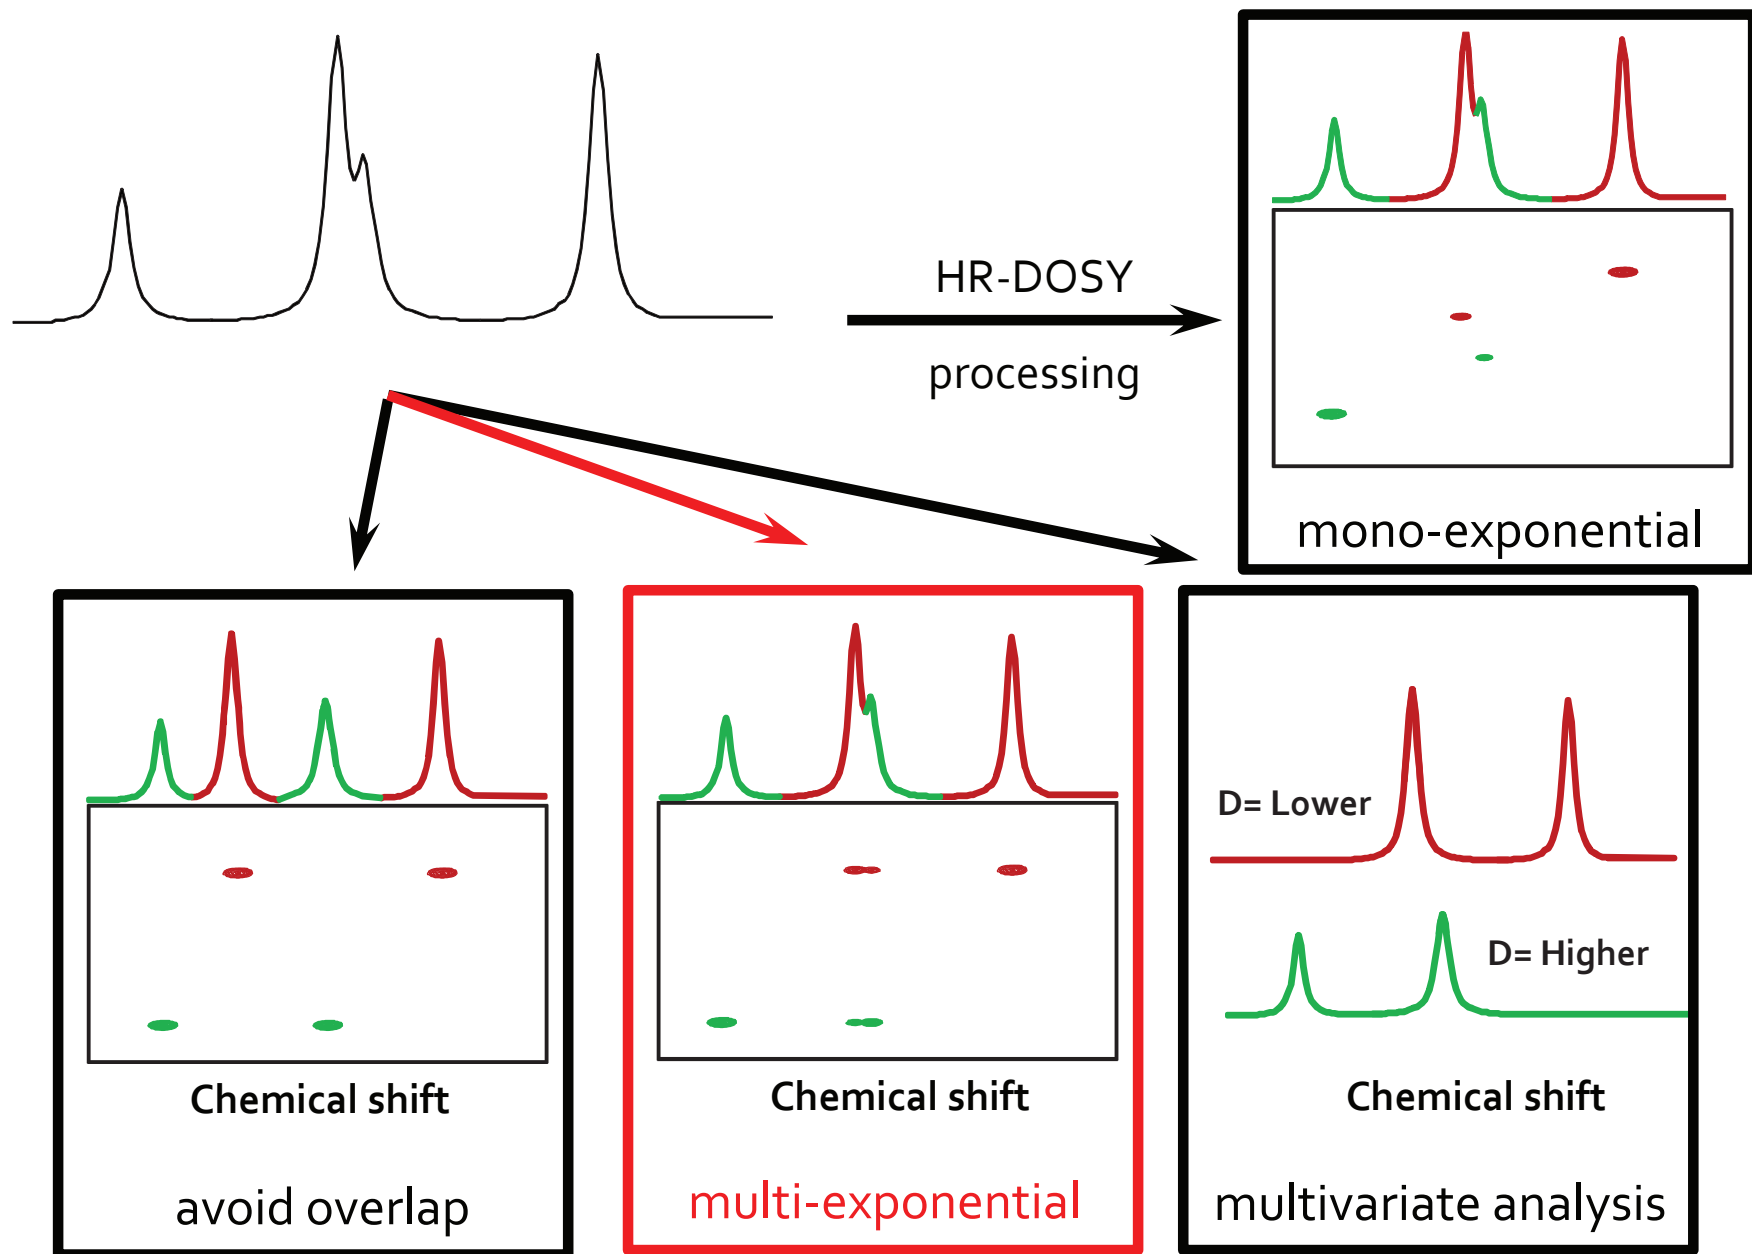 HR-DOSY
processing
mono-exponential
D= Lower
D= Higher
Chemical shift
Chemical shift
Chemical shift
avoid overlap
multi-exponential
multivariate analysis